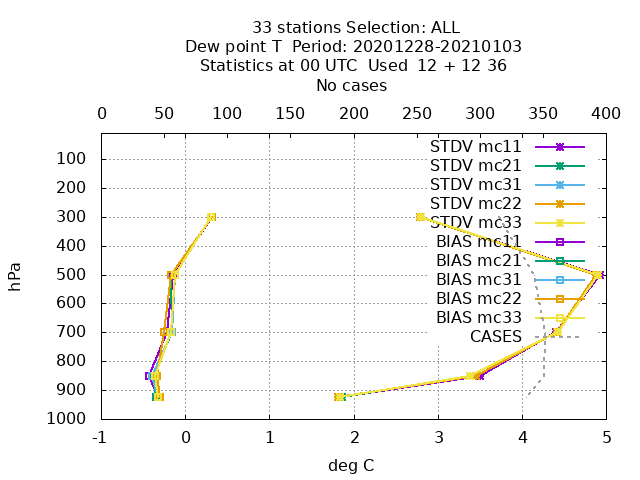 33 stations Selection: ALL
Dew point T  Period: 20201228-20210103
Statistics at 00 UTC  Used  12 + 12 36
No cases
0 50 100 150 200 250 300 350 400
100
200
300
400
500
600
700
800
900
1000
hPa
STDV mc11
STDV mc21
STDV mc31
STDV mc22
STDV mc33
BIAS mc11
BIAS mc21
BIAS mc31
BIAS mc22
BIAS mc33
CASES
-1 0 1 2 3 4 5
deg C